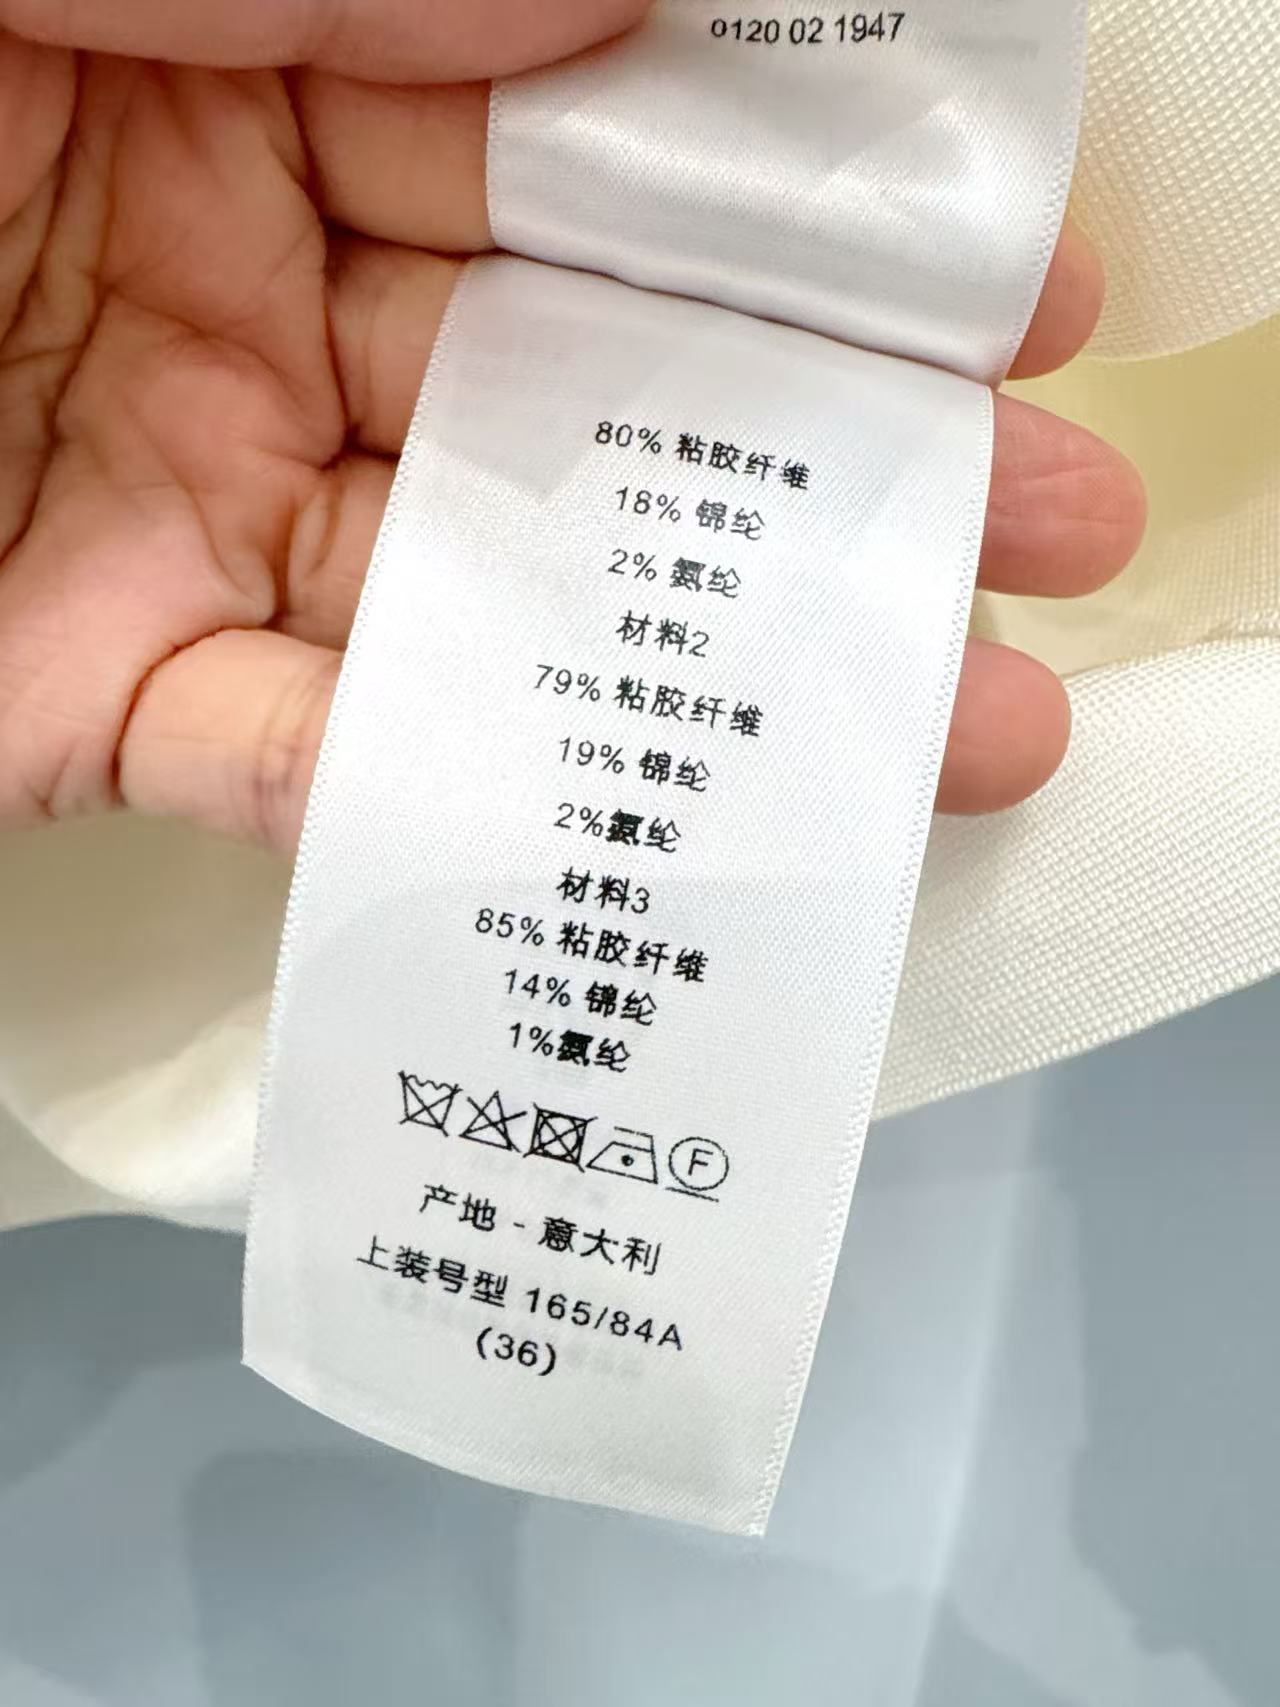 0120 02 1947
80% 粘胶纤维
18% 锦纶
2% 氨纶
材料2
79% 粘胶纤维
19% 锦纶
2%氨纶
材料3
85% 粘胶纤维
14% 锦纶
1%氨纶
F
产地 - 意大利
上装号型 165/84A
(36)